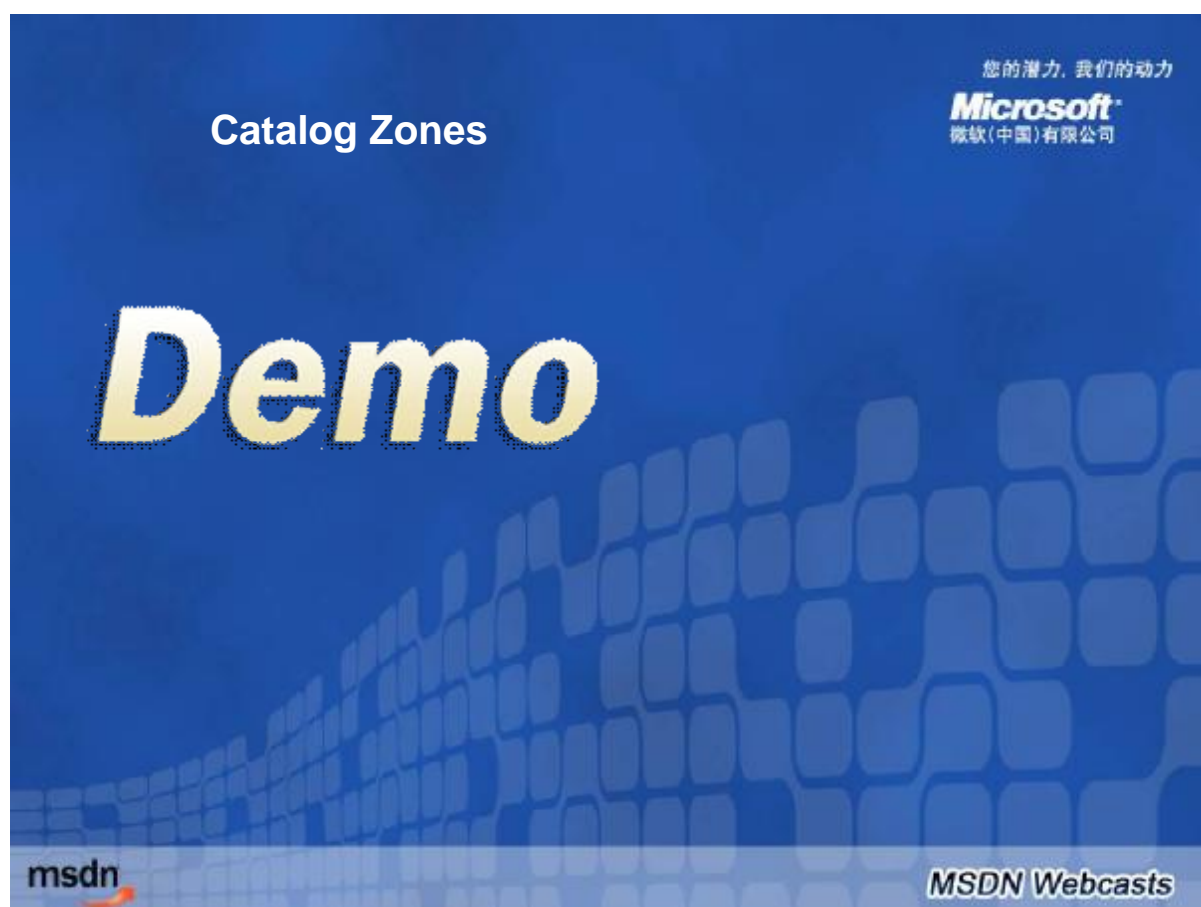 您的潜力，我们的动力
Microsoft
微软(中国)有限公司
Catalog Zones
Demo
msdn
MSDN Webcasts